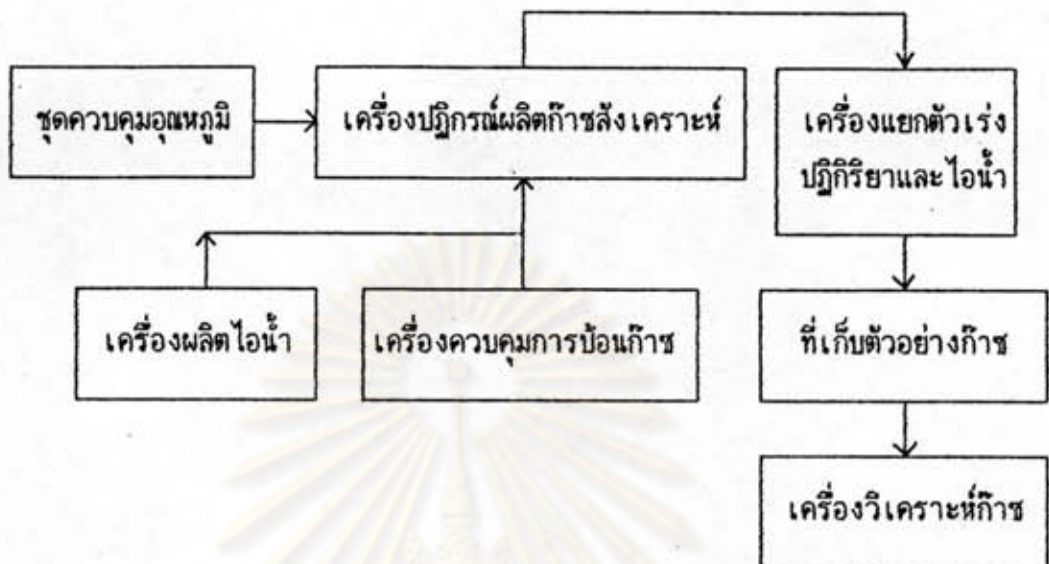 ชุดควบคุมอุณหภูมิ
เครื่องปฏิกรณ์ผลิตก๊าซสังเคราะห์
เครื่องแยกตัวเร่ง
ปฏิกิริยาและไอน้ำ
เครื่องผลิตไอน้ำ
เครื่องควบคุมการป้อนก๊าซ
ที่เก็บตัวอย่างก๊าซ
เครื่องวิเคราะห์ก๊าซ